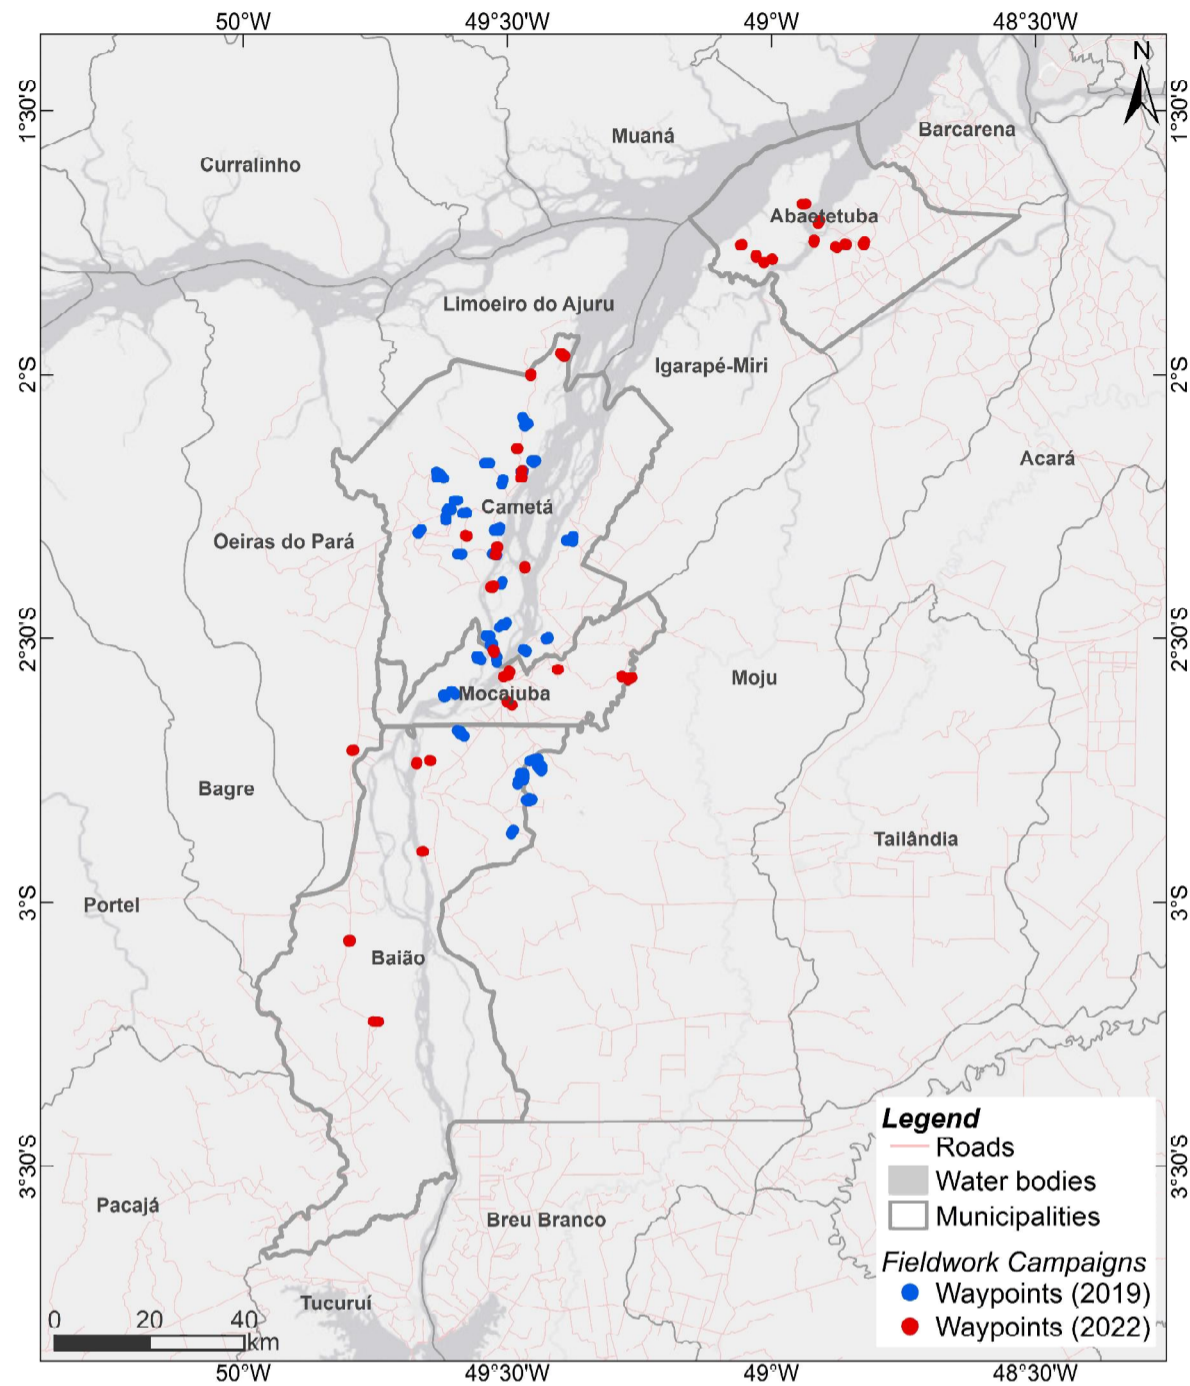 50°W 49°30'W 49°W 48°30'W
N
1°30'S 1°30'S
Barcarena
Muaná
Curralinho
Abaetetuba
Limoeiro do Ajuru
Igarapé-Miri
2°S 2°S
Acará
Cametá
Oeiras do Pará
2°30'S 2°30'S
Moju
Mocajuba
Bagre
Tailândia
3°S 3°S
Portel
Baião
Legend
Roads
3°30'S 3°30'S
Water bodies
Pacajá
Municipalities
Breu Branco
Fieldwork Campaigns
Waypoints (2019)
Tucuruí
0 20 40
Waypoints (2022)
km
50°W 49°30'W 49°W 48°30'W